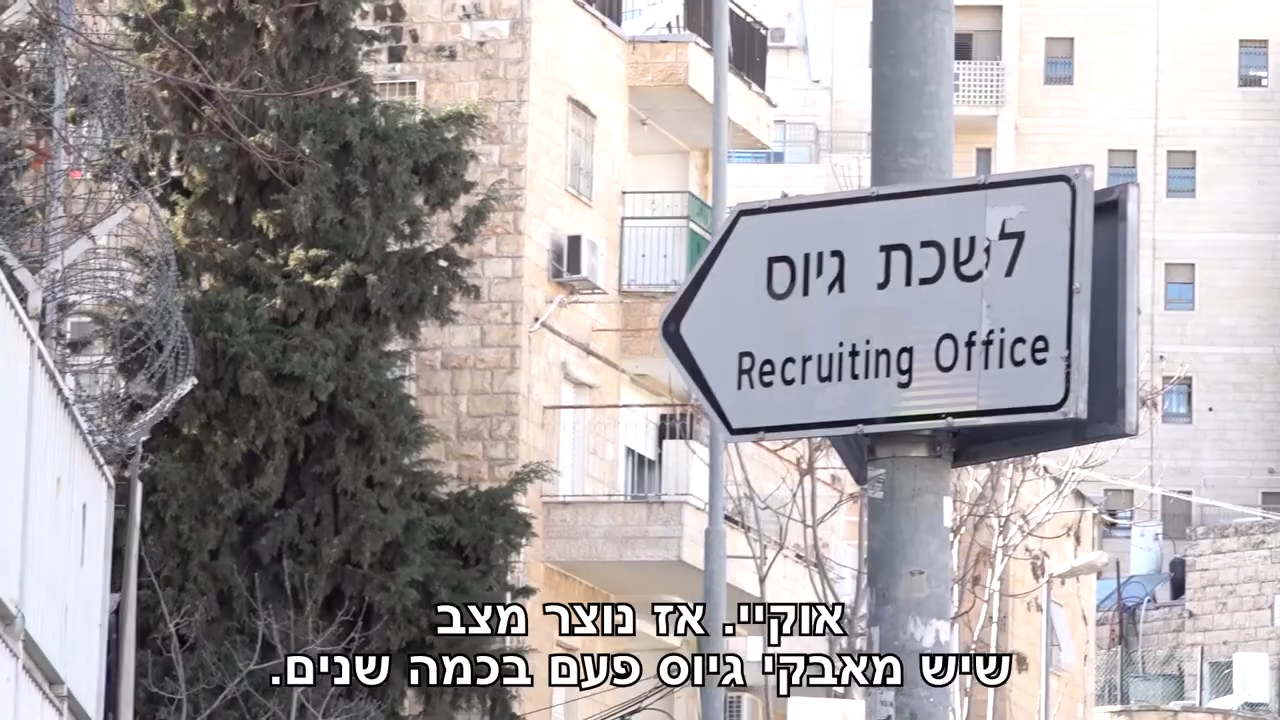 לשכת גיוס
Recruiting Office
אוקיי. אז נוצר מצב
שיש מאבקי גיוס פעם בכמה שנים.